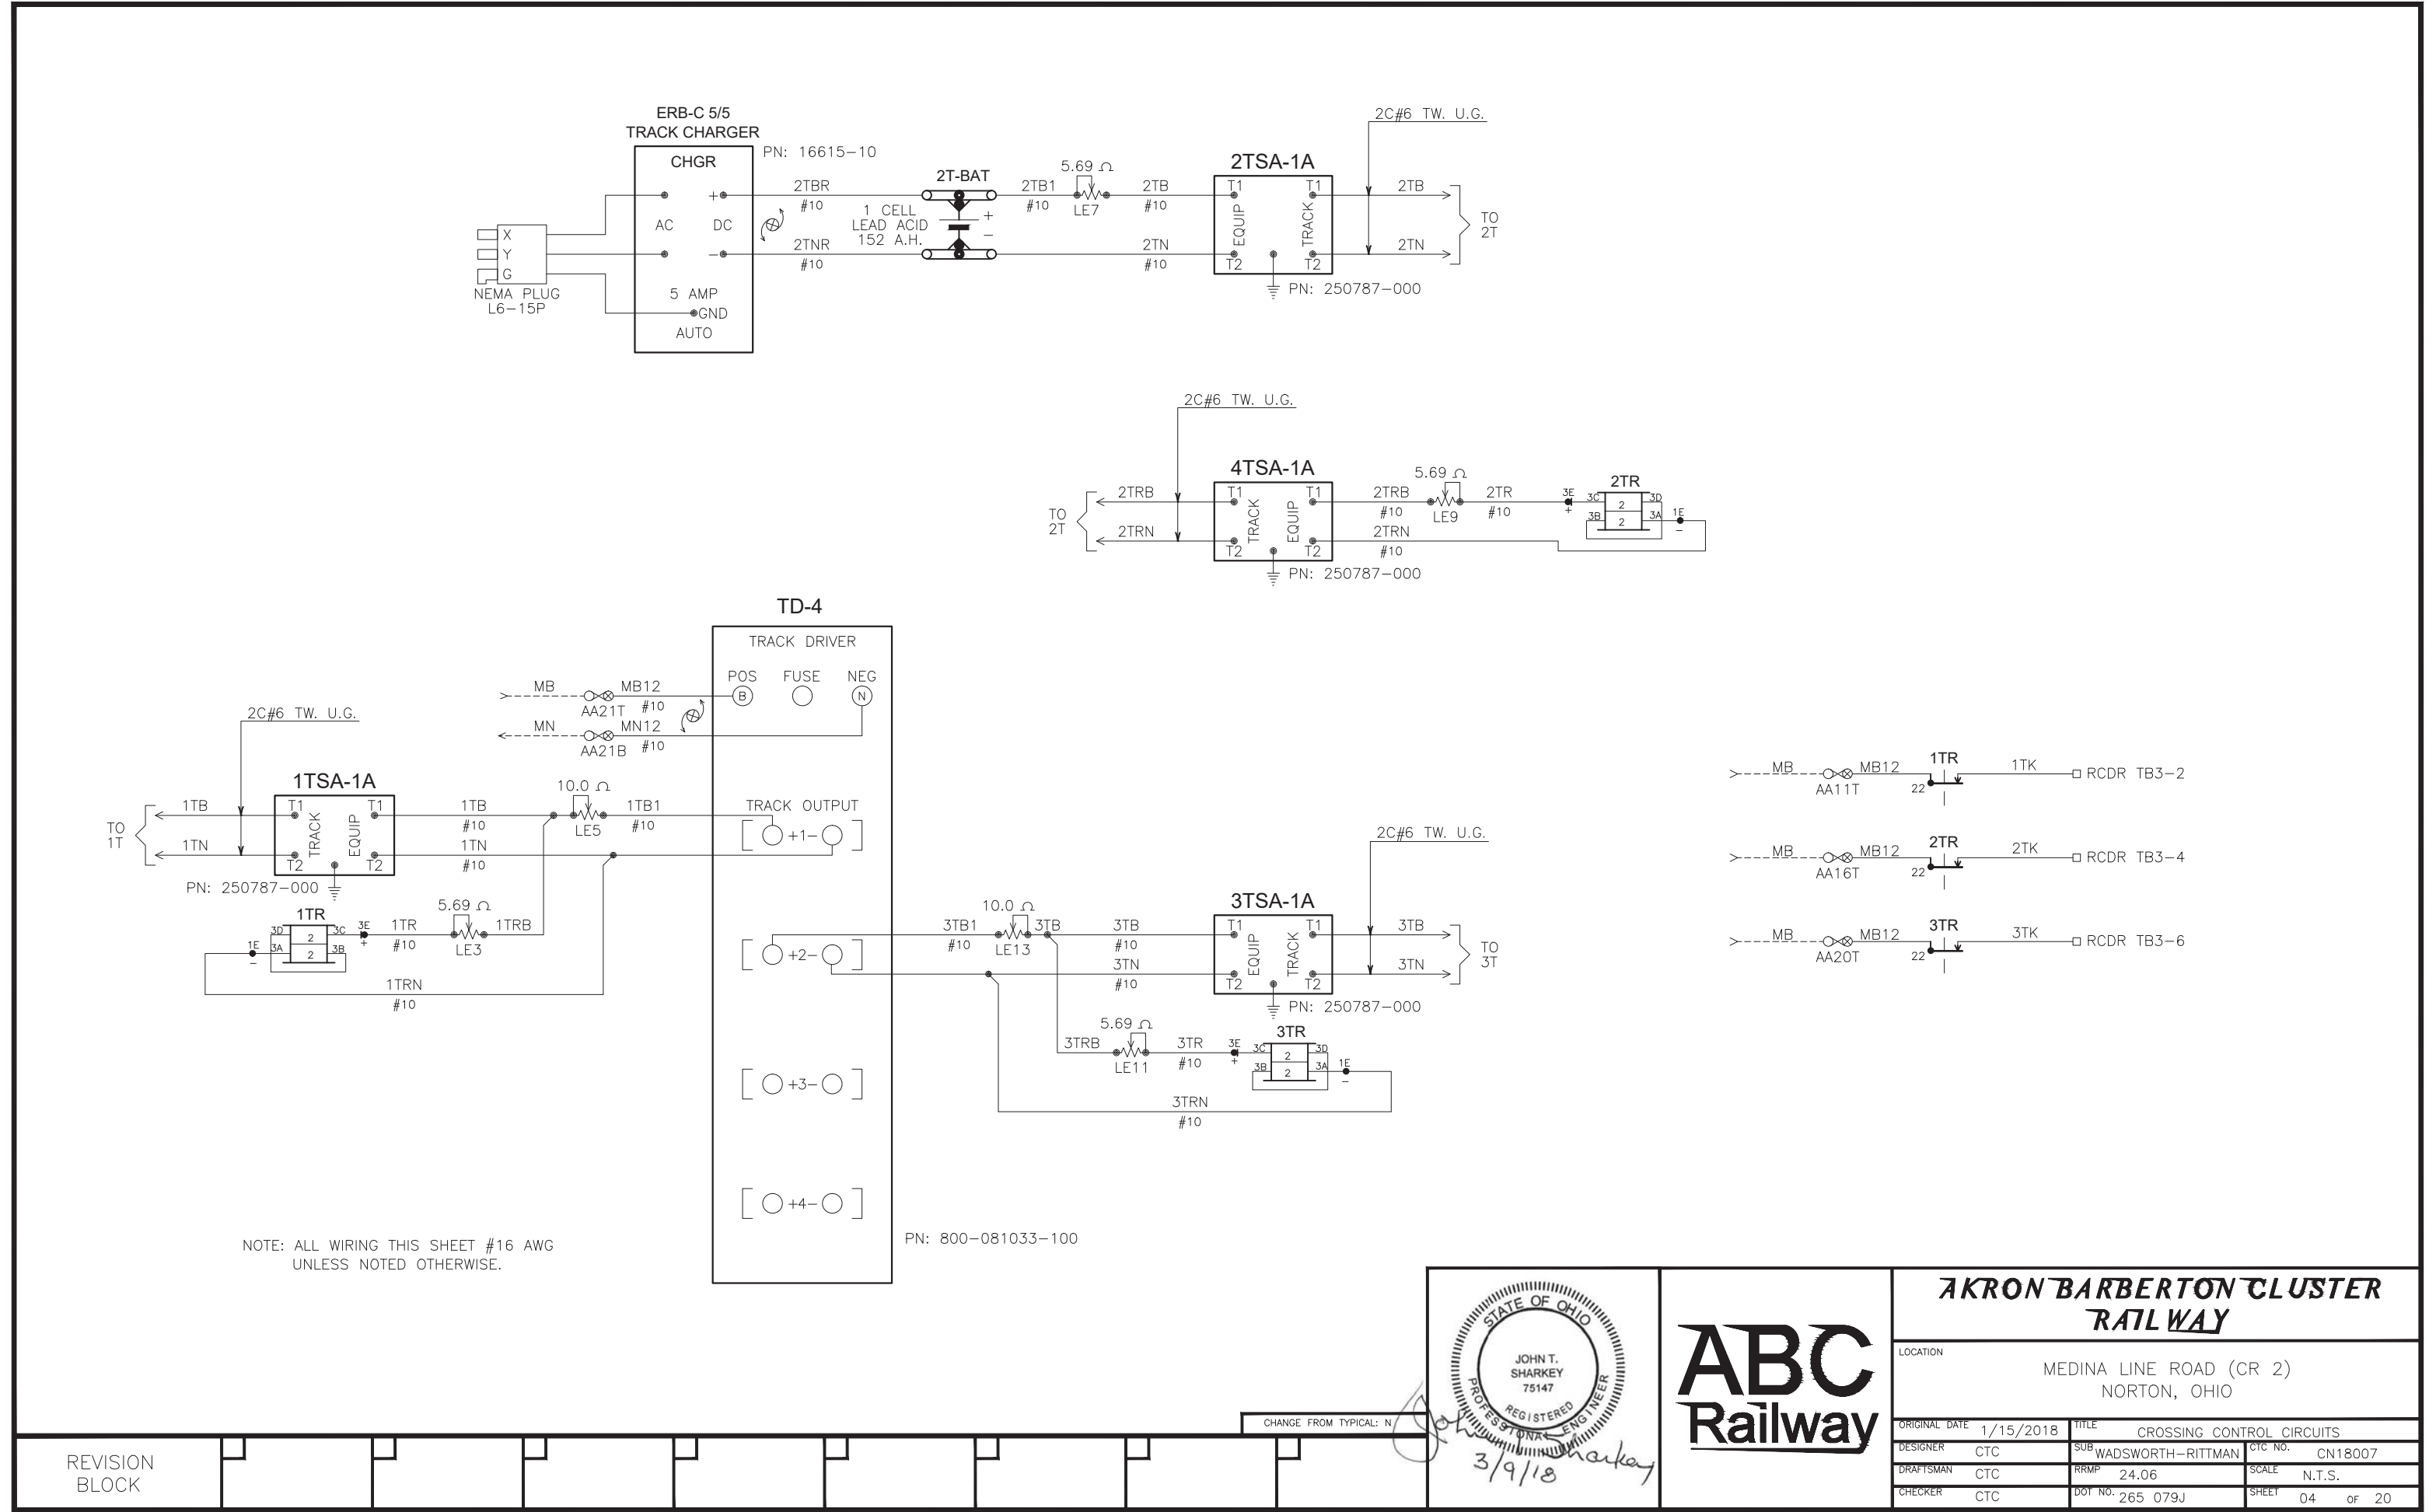 ERB-C 5/5
TRACK CHARGER
PN: 16615-10
CHGR
AC
DC
+
−
5 AMP
GND
AUTO
X
Y
G
NEMA PLUG
L6-15P
2TBR
#10
2TNR
#10
2T-BAT
1 CELL
LEAD ACID
152 A.H.
+
−
2TB1
#10
5.69 Ω
LE7
2TB
#10
2TN
#10
2TSA-1A
T1
T1
EQUIP
TRACK
T2
T2
PN: 250787-000
2C#6 TW. U.G.
2TB
2TN
TO
2T
2C#6 TW. U.G.
TO
2T
2TRB
2TRN
4TSA-1A
T1
T1
TRACK
EQUIP
T2
T2
PN: 250787-000
2TRB
#10
2TRN
#10
5.69 Ω
LE9
2TR
#10
3E
+
2TR
3C
2
3D
3B
2
3A
1E
−
TD-4
TRACK DRIVER
POS
FUSE
NEG
B
N
MB
MB12
AA21T
#10
MN
MN12
AA21B
#10
TRACK OUTPUT
+1−
+2−
+3−
+4−
PN: 800-081033-100
2C#6 TW. U.G.
TO
1T
1TB
1TN
1TSA-1A
T1
T1
TRACK
EQUIP
T2
T2
PN: 250787-000
1TB
#10
1TN
#10
10.0 Ω
LE5
1TB1
#10
1TR
3D
2
3C
3A
2
3B
1E
−
3E
+
1TR
#10
5.69 Ω
LE3
1TRB
1TRN
#10
3TB1
#10
10.0 Ω
LE13
3TB
3TB
#10
3TN
#10
3TSA-1A
T1
T1
EQUIP
TRACK
T2
T2
PN: 250787-000
2C#6 TW. U.G.
3TB
3TN
TO
3T
3TRB
5.69 Ω
LE11
3TR
#10
3E
+
3TR
3C
2
3D
3B
2
3A
1E
−
3TRN
#10
MB
AA11T
MB12
1TR
22
1TK
RCDR TB3-2
MB
AA16T
MB12
2TR
22
2TK
RCDR TB3-4
MB
AA20T
MB12
3TR
22
3TK
RCDR TB3-6
NOTE: ALL WIRING THIS SHEET #16 AWG
UNLESS NOTED OTHERWISE.
REVISION
BLOCK
CHANGE FROM TYPICAL: N
STATE OF OHIO
JOHN T.
SHARKEY
75147
REGISTERED
PROFESSIONAL ENGINEER
John T Sharkey
3/9/18
ABC
Railway
AKRON BARBERTON CLUSTER
RAILWAY
LOCATION
MEDINA LINE ROAD (CR 2)
NORTON, OHIO
ORIGINAL DATE 1/15/2018
TITLE CROSSING CONTROL CIRCUITS
DESIGNER CTC
SUB WADSWORTH-RITTMAN
CTC NO. CN18007
DRAFTSMAN CTC
RRMP 24.06
SCALE N.T.S.
CHECKER CTC
DOT NO. 265 079J
SHEET 04 OF 20